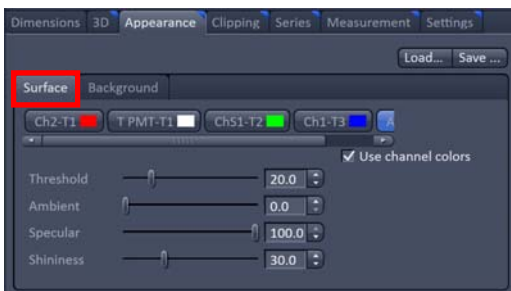 Dimensions 3D Appearance Clipping Series Measurement Settings
Load... Save ...
Surface Background
Ch2-T1 T PMT-T1 ChS1-T2 Ch1-T3
Use channel colors
Threshold 20.0
Ambient 0.0
Specular 100.0
Shininess 30.0